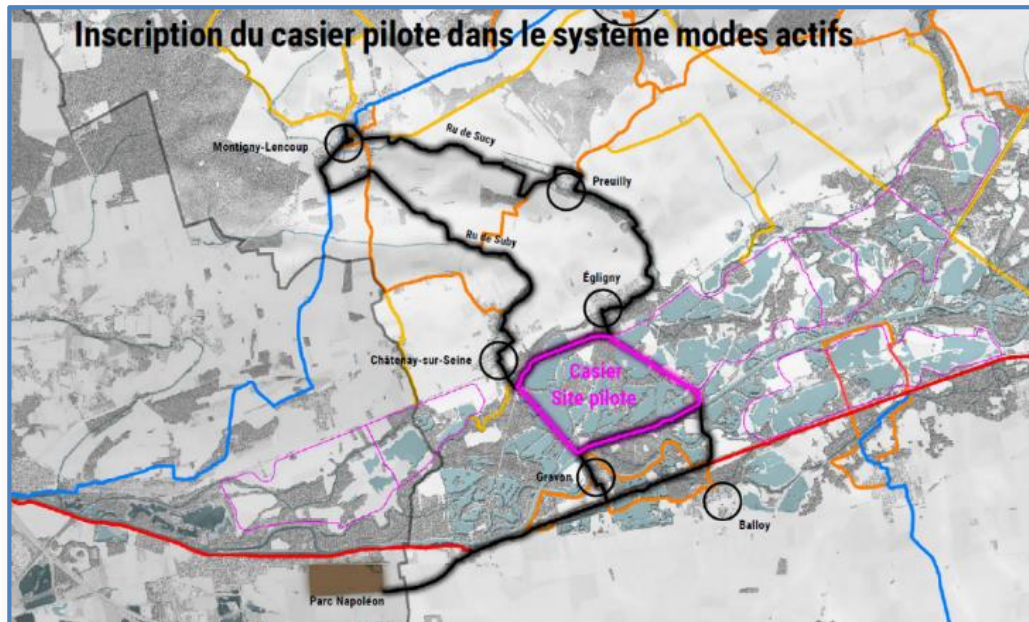 Inscription du casier pilote dans le système modes actifs
Montigny-Lencoup
Ru de Sucy
Preuilly
Ru de Suby
Égligny
Châtenay-sur-Seine
Casier
Site pilote
Gravon
Balloy
Parc Napoléon